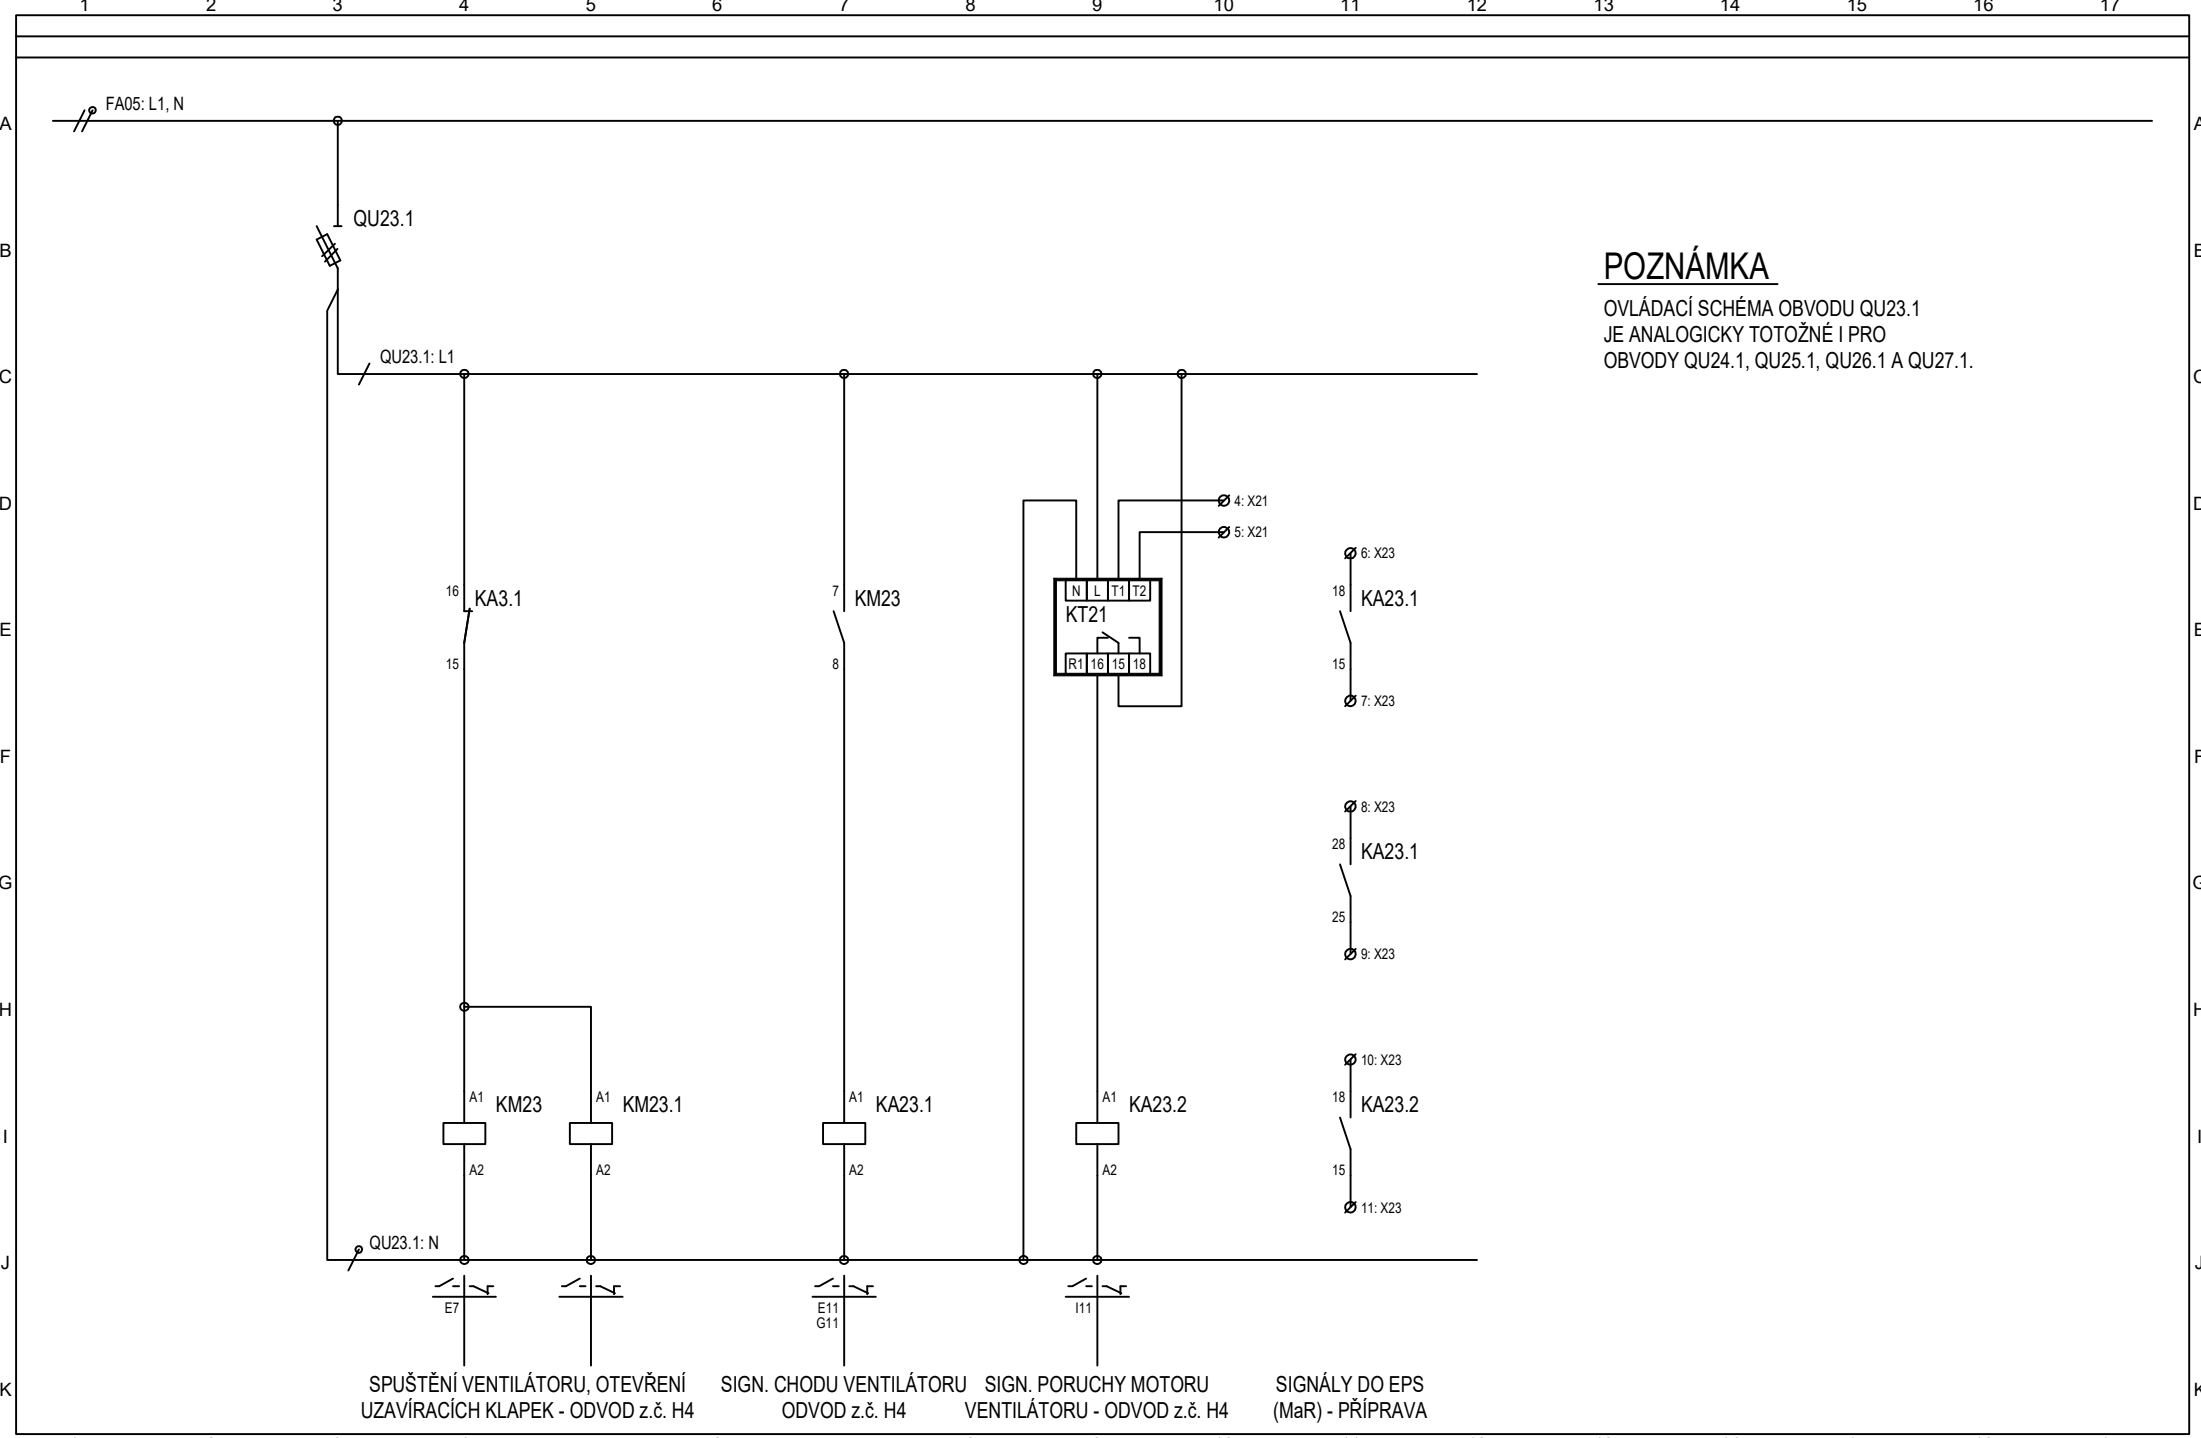 1 2 3 4 5 6 7 8 9 10 11 12 13 14 15 16 17
FA05: L1, N
A A
QU23.1
B
POZNÁMKA
OVLÁDACÍ SCHÉMA OBVODU QU23.1
JE ANALOGICKY TOTOŽNÉ I PRO
OBVODY QU24.1, QU25.1, QU26.1 A QU27.1.
QU23.1: L1
C
D
4: X21
5: X21
6: X23
16 KA3.1
7 KM23
N L T1 T2
KT21
18 KA23.1
E
15
8
R1 16 15 18
15
7: X23
F
8: X23
28 KA23.1
G
25
9: X23
H
10: X23
A1 KM23
A1 KM23.1
A1 KA23.1
A1 KA23.2
18 KA23.2
I I
A2
A2
A2
A2
15
11: X23
QU23.1: N
J
E7
E11
G11
I11
K
SPUŠTĚNÍ VENTILÁTORU, OTEVŘENÍ
UZAVÍRACÍCH KLAPEK - ODVOD z.č. H4
SIGN. CHODU VENTILÁTORU
ODVOD z.č. H4
SIGN. PORUCHY MOTORU
VENTILÁTORU - ODVOD z.č. H4
SIGNÁLY DO EPS
(MaR) - PŘÍPRAVA